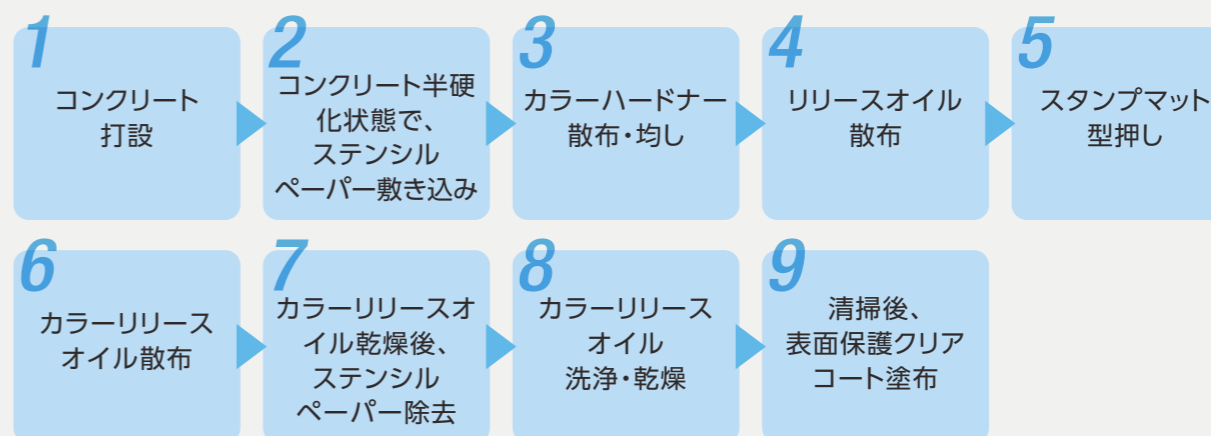 1
コンクリート
打設
2
コンクリート半硬
化状態で、
ステンシル
ペーパー敷き込み
3
カラーハードナー
散布・均し
4
リリースオイル
散布
5
スタンプマット
型押し
6
カラーリリース
オイル散布
7
カラーリリースオ
イル乾燥後、
ステンシル
ペーパー除去
8
カラーリリース
オイル
洗浄・乾燥
9
清掃後、
表面保護クリア
コート塗布